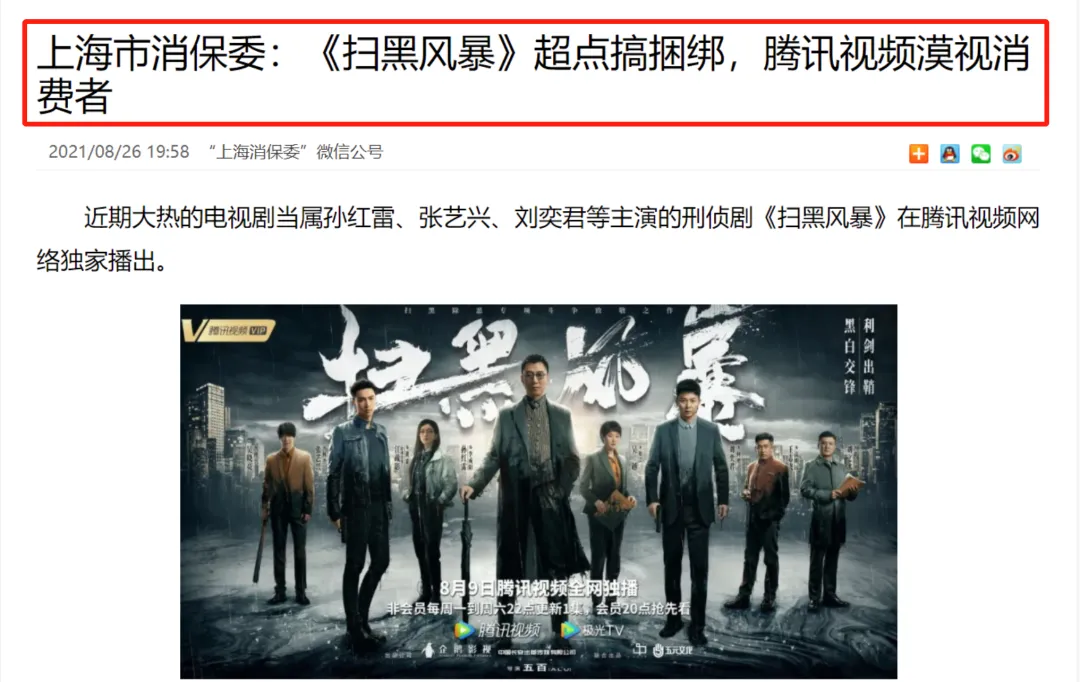 上海市消保委：《扫黑风暴》超点搞捆绑，腾讯视频漠视消
费者
2021/08/26 19:58 “上海消保委”微信公号
近期大热的电视剧当属孙红雷、张艺兴、刘奕君等主演的刑侦剧《扫黑风暴》在腾讯视频网
络独家播出。
腾讯视频 VIP
扫黑风暴
利剑出鞘
黑白交锋
8月9日腾讯视频全网独播
非会员每周一到周六22点更新1集，会员20点抢先看
腾讯视频 极光TV
企鹅影视
五元文化
五百